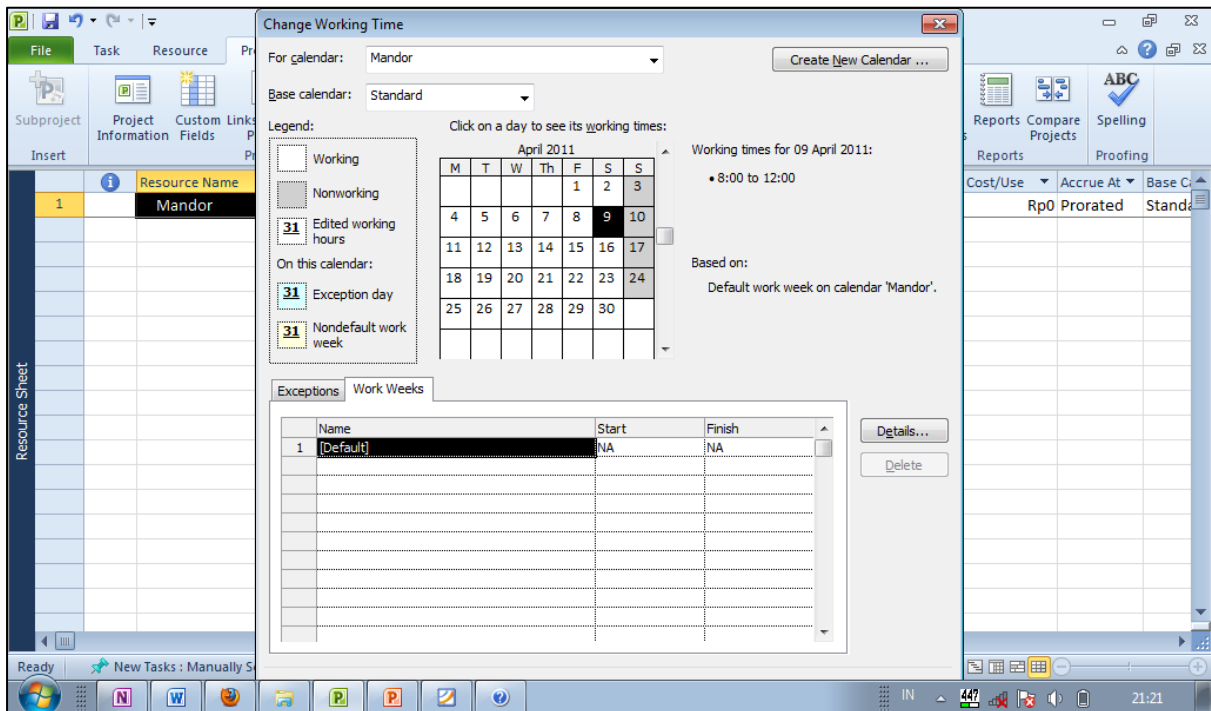 Change Working Time
File Task Resource Pr
For calendar: Mandor Create New Calendar ...
Base calendar: Standard
Subproject
Project Information
Custom Fields
Links
P
Insert
Pr
Reports
Compare Projects
Spelling
Reports
Proofing
ABC
Legend:
Working
Nonworking
31 Edited working hours
On this calendar:
31 Exception day
31 Nondefault work week
Click on a day to see its working times:
April 2011
M T W Th F S S
1 2 3
4 5 6 7 8 9 10
11 12 13 14 15 16 17
18 19 20 21 22 23 24
25 26 27 28 29 30
Working times for 09 April 2011:
• 8:00 to 12:00
Based on:
Default work week on calendar 'Mandor'.
Resource Name
Cost/Use Accrue At Base Ca
1 Mandor Rp0 Prorated Standa
Exceptions Work Weeks
Name Start Finish
1 [Default] NA NA
Details...
Delete
Resource Sheet
Ready New Tasks : Manually S
IN 447 21:21